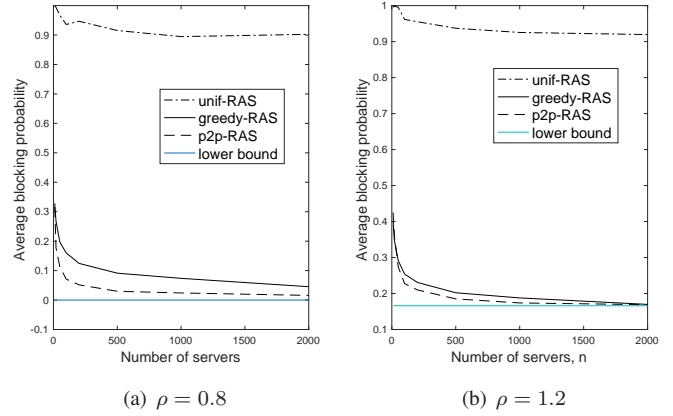 1
0.9
0.8
0.7
0.6
0.5
0.4
0.3
0.2
0.1
0
-0.1
0 500 1000 1500 2000
Number of servers
Average blocking probability
unif-RAS
greedy-RAS
p2p-RAS
lower bound
(a) ρ = 0.8
1
0.9
0.8
0.7
0.6
0.5
0.4
0.3
0.2
0.1
0 500 1000 1500 2000
Number of servers, n
Average blocking probability
unif-RAS
greedy-RAS
p2p-RAS
lower bound
(b) ρ = 1.2